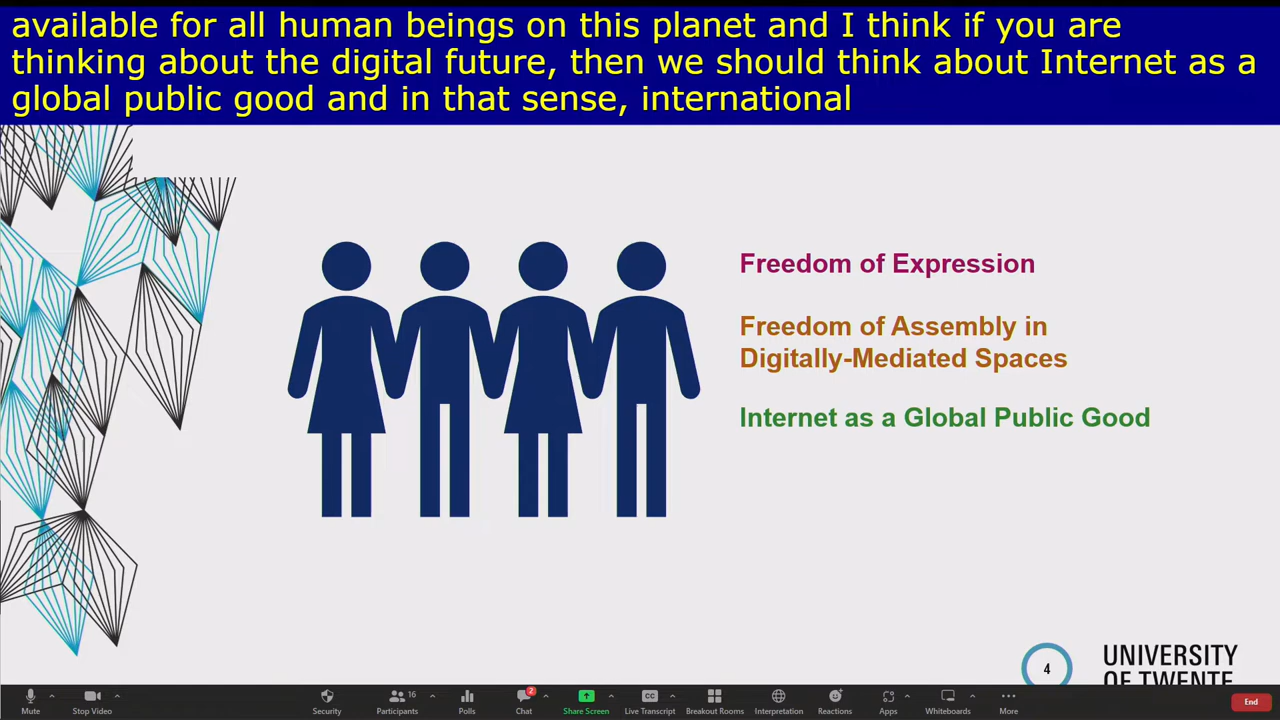 available for all human beings on this planet and I think if you are
thinking about the digital future, then we should think about Internet as a
global public good and in that sense, international
Freedom of Expression
Freedom of Assembly in
Digitally-Mediated Spaces
Internet as a Global Public Good
4
UNIVERSITY
OF TWENTE
16
2
CC
Mute
Stop Video
Security
Participants
Polls
Chat
Share Screen
Live Transcript
Breakout Rooms
Interpretation
Reactions
Apps
Whiteboards
More
End